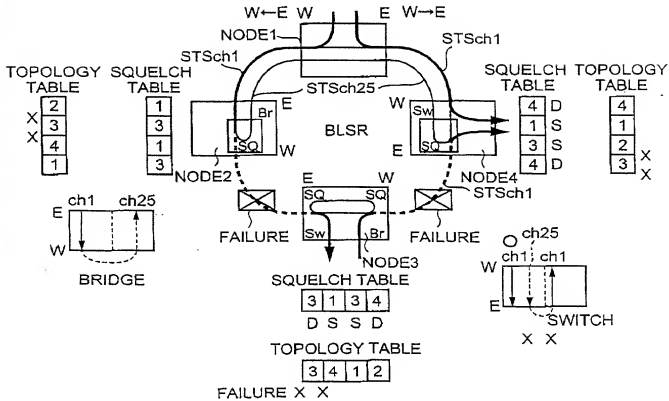 W←E
W→E
NODE1
STSch1
STSch1
TOPOLOGY
TABLE
SQUELCH
TABLE
STSch25
SQUELCH
TABLE
TOPOLOGY
TABLE
2
X 3
X 4
1
1
3
1
3
E
Br
SQ
W
NODE2
BLSR
W
Sw
SQ
E
NODE4
4 D
1 S
3 S
4 D
4
1
2 X
3 X
STSch1
FAILURE
FAILURE
E W
SQ SQ
Sw Br
NODE3
ch1 ch25
E
W
BRIDGE
SQUELCH TABLE
3 1 3 4
D S S D
TOPOLOGY TABLE
3 4 1 2
FAILURE X X
O ch25
ch1 ch1
W
E
SWITCH
X X